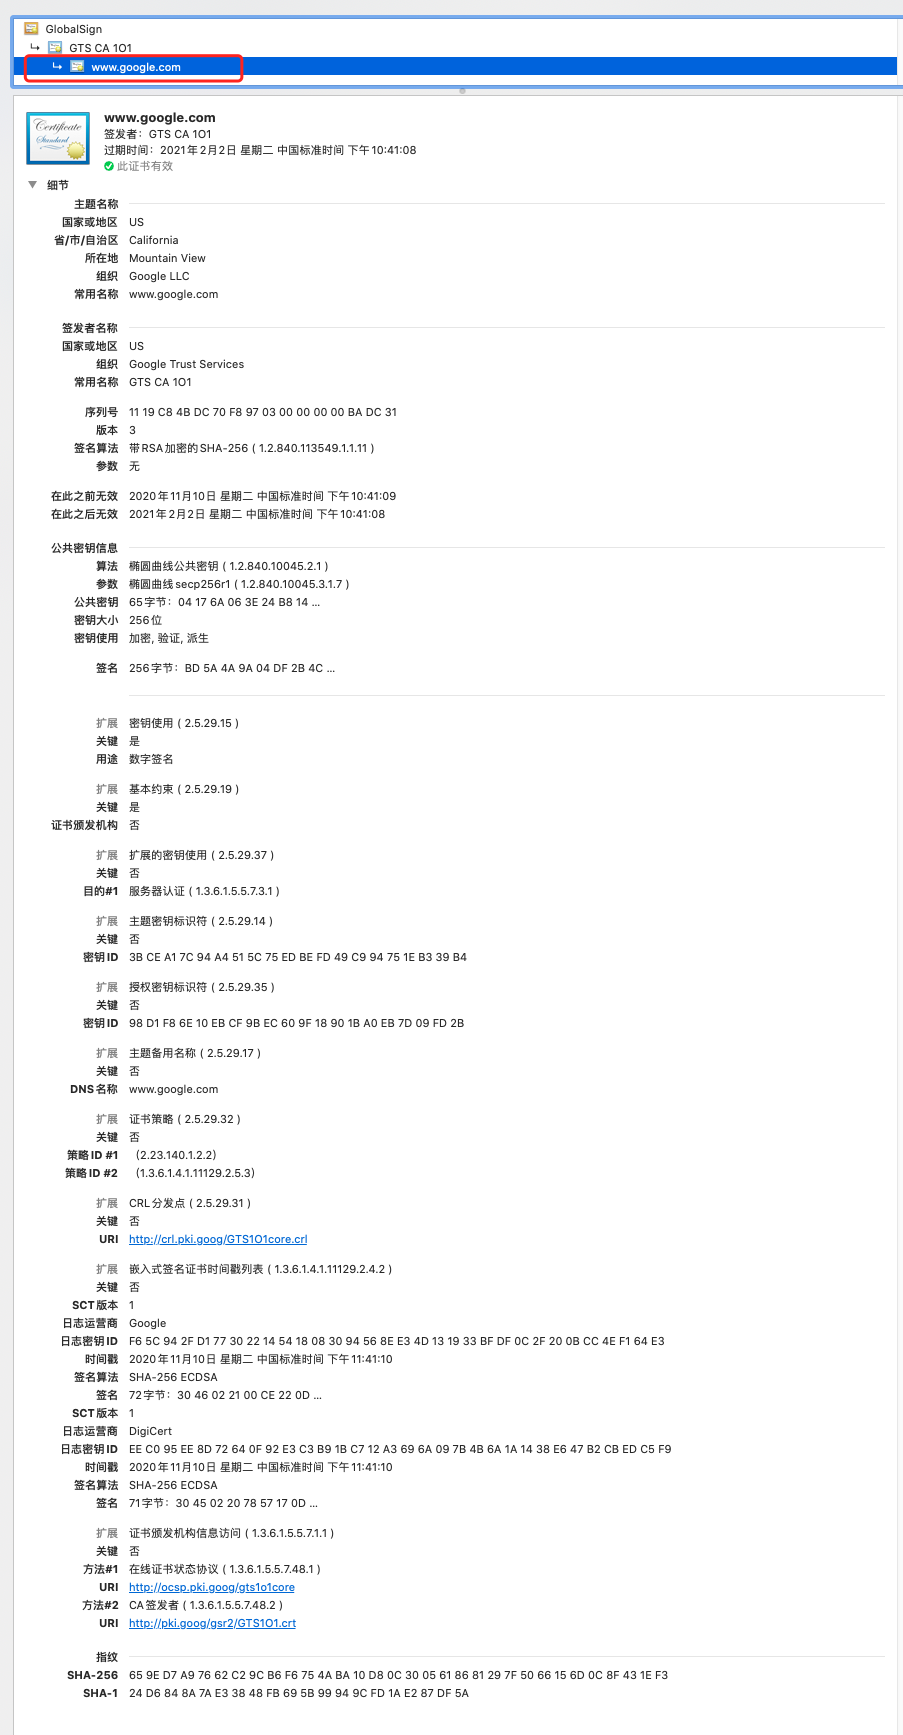 GlobalSign
GTS CA 1O1
www.google.com
www.google.com
签发者：GTS CA 1O1
过期时间：2021年2月2日 星期二 中国标准时间 下午10:41:08
此证书有效
细节
主题名称
国家或地区 US
省/市/自治区 California
所在地 Mountain View
组织 Google LLC
常用名称 www.google.com
签发者名称
国家或地区 US
组织 Google Trust Services
常用名称 GTS CA 1O1
序列号 11 19 C8 4B DC 70 F8 97 03 00 00 00 00 BA DC 31
版本 3
签名算法 带RSA加密的SHA-256 ( 1.2.840.113549.1.1.11 )
参数 无
在此之前无效 2020年11月10日 星期二 中国标准时间 下午10:41:09
在此之后无效 2021年2月2日 星期二 中国标准时间 下午10:41:08
公共密钥信息
算法 椭圆曲线公共密钥 ( 1.2.840.10045.2.1 )
参数 椭圆曲线secp256r1 ( 1.2.840.10045.3.1.7 )
公共密钥 65字节：04 17 6A 06 3E 24 B8 14 ...
密钥大小 256位
密钥使用 加密, 验证, 派生
签名 256字节：BD 5A 4A 9A 04 DF 2B 4C ...
扩展 密钥使用 ( 2.5.29.15 )
关键 是
用途 数字签名
扩展 基本约束 ( 2.5.29.19 )
关键 是
证书颁发机构 否
扩展 扩展的密钥使用 ( 2.5.29.37 )
关键 否
目的#1 服务器认证 ( 1.3.6.1.5.5.7.3.1 )
扩展 主题密钥标识符 ( 2.5.29.14 )
关键 否
密钥ID 3B CE A1 7C 94 A4 51 5C 75 ED BE FD 49 C9 94 75 1E B3 39 B4
扩展 授权密钥标识符 ( 2.5.29.35 )
关键 否
密钥ID 98 D1 F8 6E 10 EB CF 9B EC 60 9F 18 90 1B A0 EB 7D 09 FD 2B
扩展 主题备用名称 ( 2.5.29.17 )
关键 否
DNS名称 www.google.com
扩展 证书策略 ( 2.5.29.32 )
关键 否
策略ID #1 （2.23.140.1.2.2）
策略ID #2 （1.3.6.1.4.1.11129.2.5.3）
扩展 CRL分发点 ( 2.5.29.31 )
关键 否
URI http://crl.pki.goog/GTS1O1core.crl
扩展 嵌入式签名证书时间戳列表 ( 1.3.6.1.4.1.11129.2.4.2 )
关键 否
SCT版本 1
日志运营商 Google
日志密钥ID F6 5C 94 2F D1 77 30 22 14 54 18 08 30 94 56 8E E3 4D 13 19 33 BF DF 0C 2F 20 0B CC 4E F1 64 E3
时间戳 2020年11月10日 星期二 中国标准时间 下午11:41:10
签名算法 SHA-256 ECDSA
签名 72字节：30 46 02 21 00 CE 22 0D ...
SCT版本 1
日志运营商 DigiCert
日志密钥ID EE C0 95 EE 8D 72 64 0F 92 E3 C3 B9 1B C7 12 A3 69 6A 09 7B 4B 6A 1A 14 38 E6 47 B2 CB ED C5 F9
时间戳 2020年11月10日 星期二 中国标准时间 下午11:41:10
签名算法 SHA-256 ECDSA
签名 71字节：30 45 02 20 78 57 17 0D ...
扩展 证书颁发机构信息访问 ( 1.3.6.1.5.5.7.1.1 )
关键 否
方法#1 在线证书状态协议 ( 1.3.6.1.5.5.7.48.1 )
URI http://ocsp.pki.goog/gts1o1core
方法#2 CA签发者 ( 1.3.6.1.5.5.7.48.2 )
URI http://pki.goog/gsr2/GTS1O1.crt
指纹
SHA-256 65 9E D7 A9 76 62 C2 9C B6 F6 75 4A BA 10 D8 0C 30 05 61 86 81 29 7F 50 66 15 6D 0C 8F 43 1E F3
SHA-1 24 D6 84 8A 7A E3 38 48 FB 69 5B 99 94 9C FD 1A E2 87 DF 5A